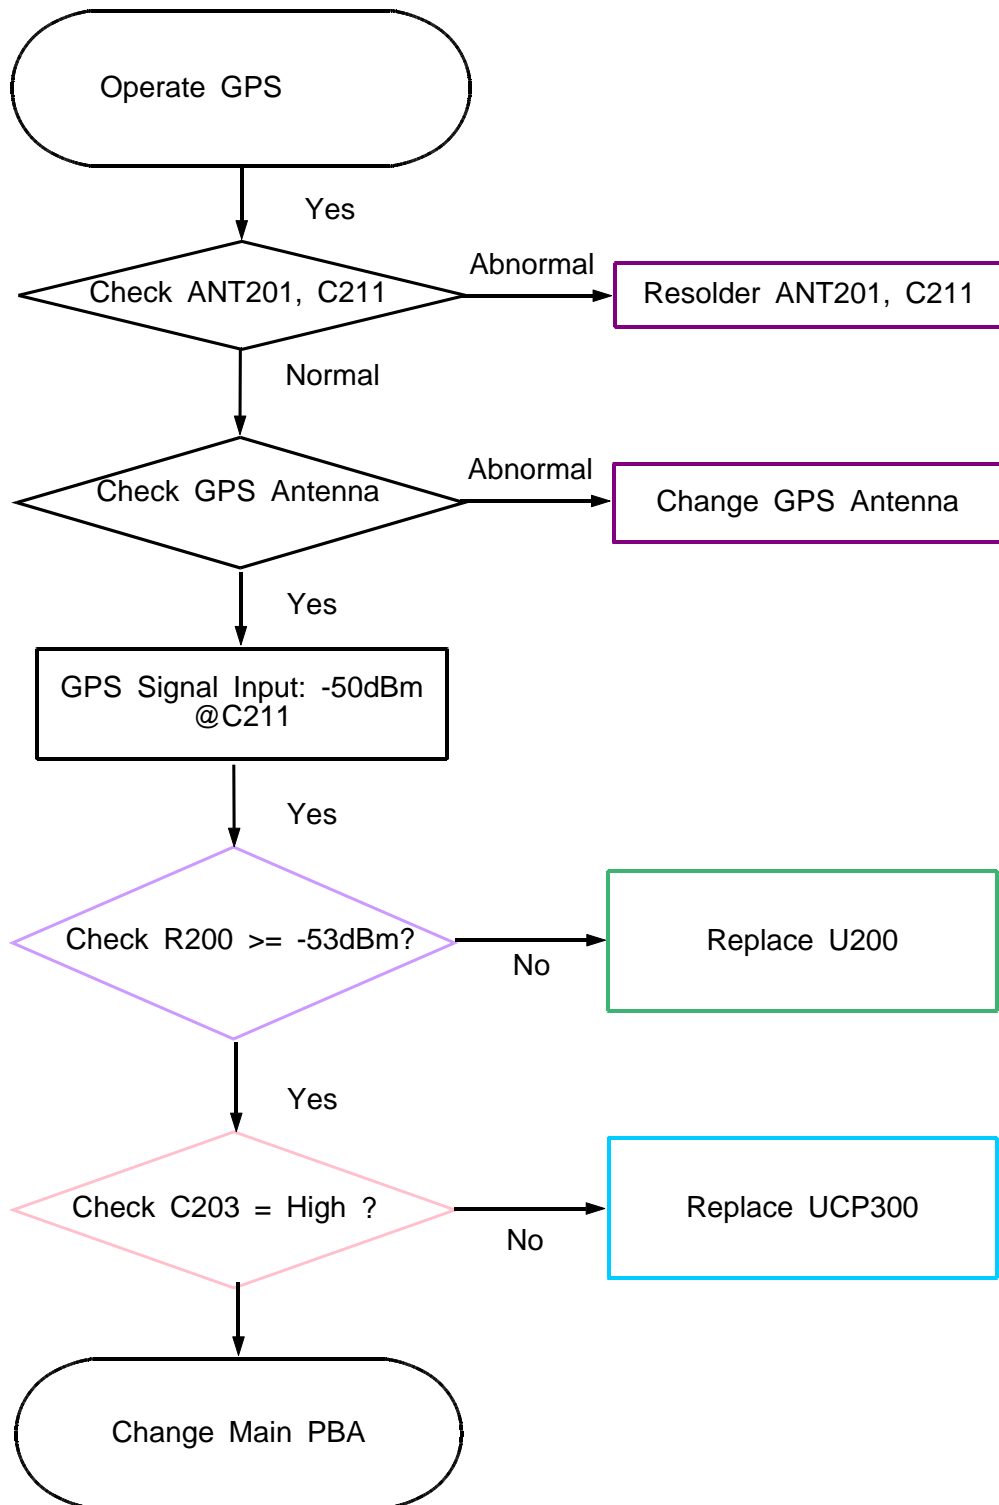 Operate GPS
Yes
Abnormal
Check ANT201, C211
Resolder ANT201, C211
Normal
Abnormal
Check GPS Antenna
Change GPS Antenna
Yes
GPS Signal Input: -50dBm
@C211
Yes
Check R200 >= -53dBm?
No
Replace U200
Yes
Check C203 = High ?
No
Replace UCP300
Change Main PBA